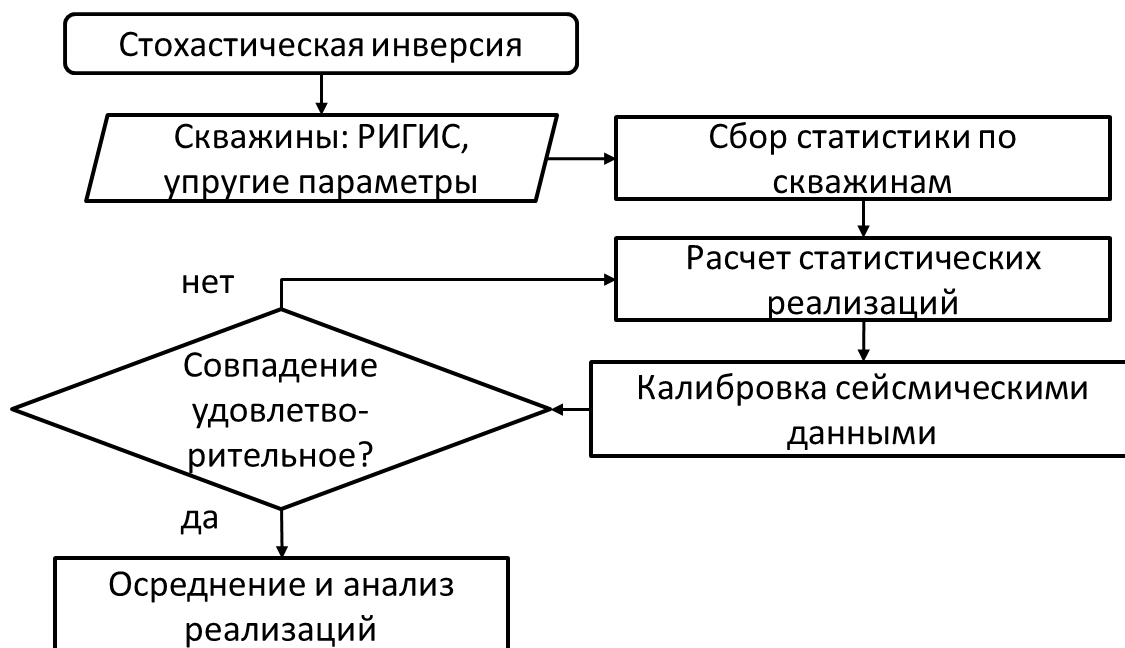 Стохастическая инверсия
Скважины: РИГИС,
упругие параметры
Сбор статистики по
скважинам
Расчет статистических
реализаций
Калибровка сейсмическими
данными
нет
Совпадение
удовлетво-
рительное?
да
Осреднение и анализ
реализаций